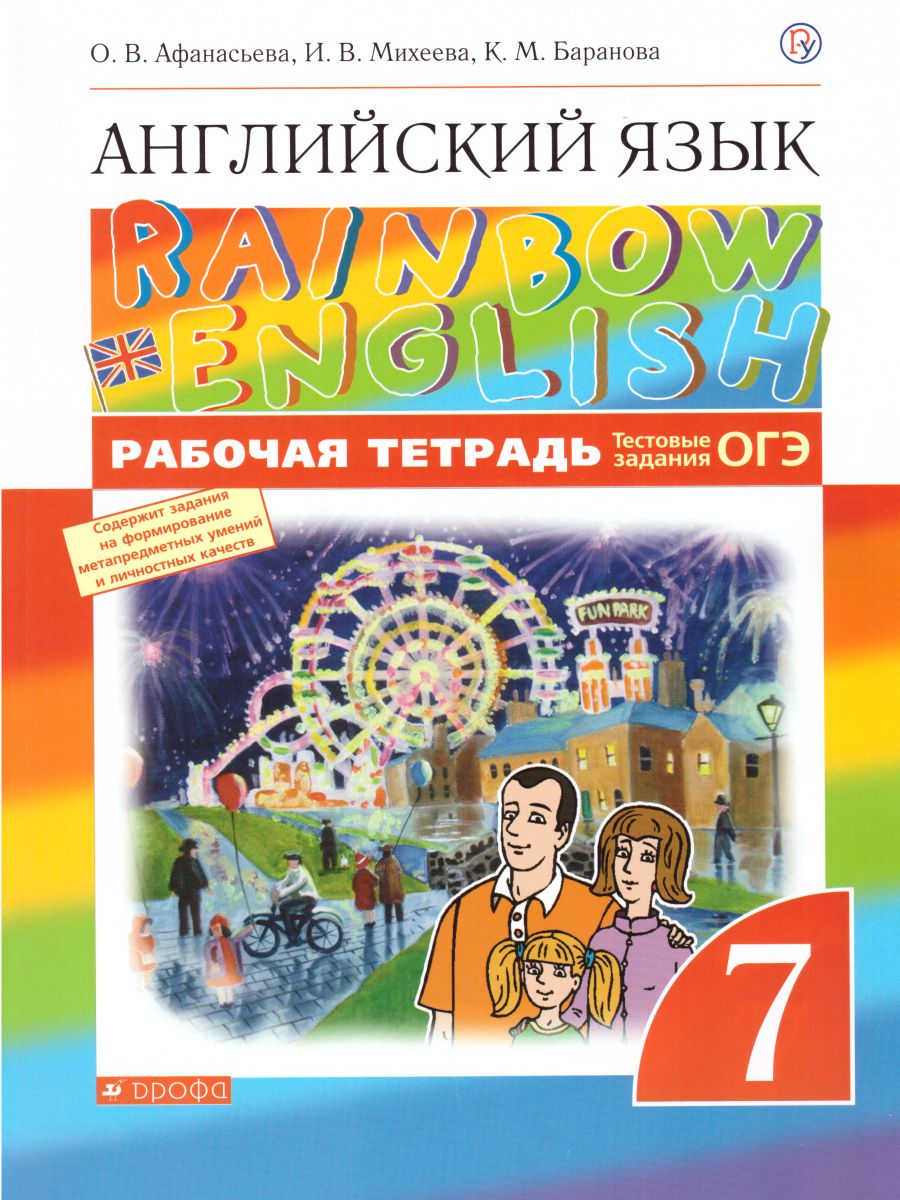 О. В. Афанасьева, И. В. Михеева, К. М. Баранова
РУ
АНГЛИЙСКИЙ ЯЗЫК
RAINBOW
ENGLISH
РАБОЧАЯ ТЕТРАДЬ
Тестовые
задания
ОГЭ
Содержит задания
на формирование
метапредметных умений
и личностных качеств
FUN PARK
7
ДРОФА